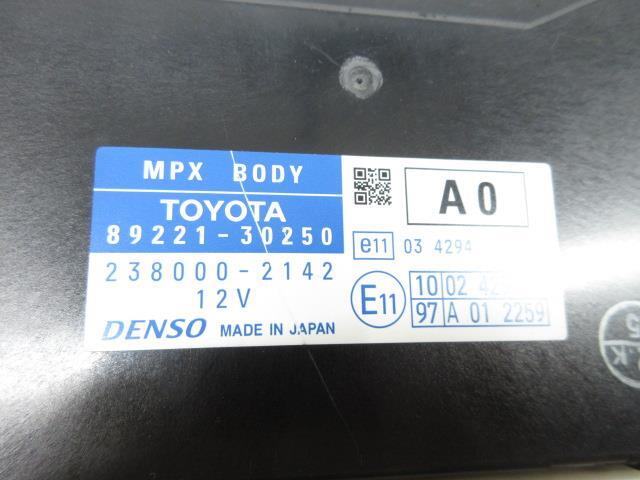 MPX BODY
TOYOTA
89221-30250
238000-2142
12V
DENSO MADE IN JAPAN
A0
e11 03 4294
E11
10 02 42
97 A 01 2259